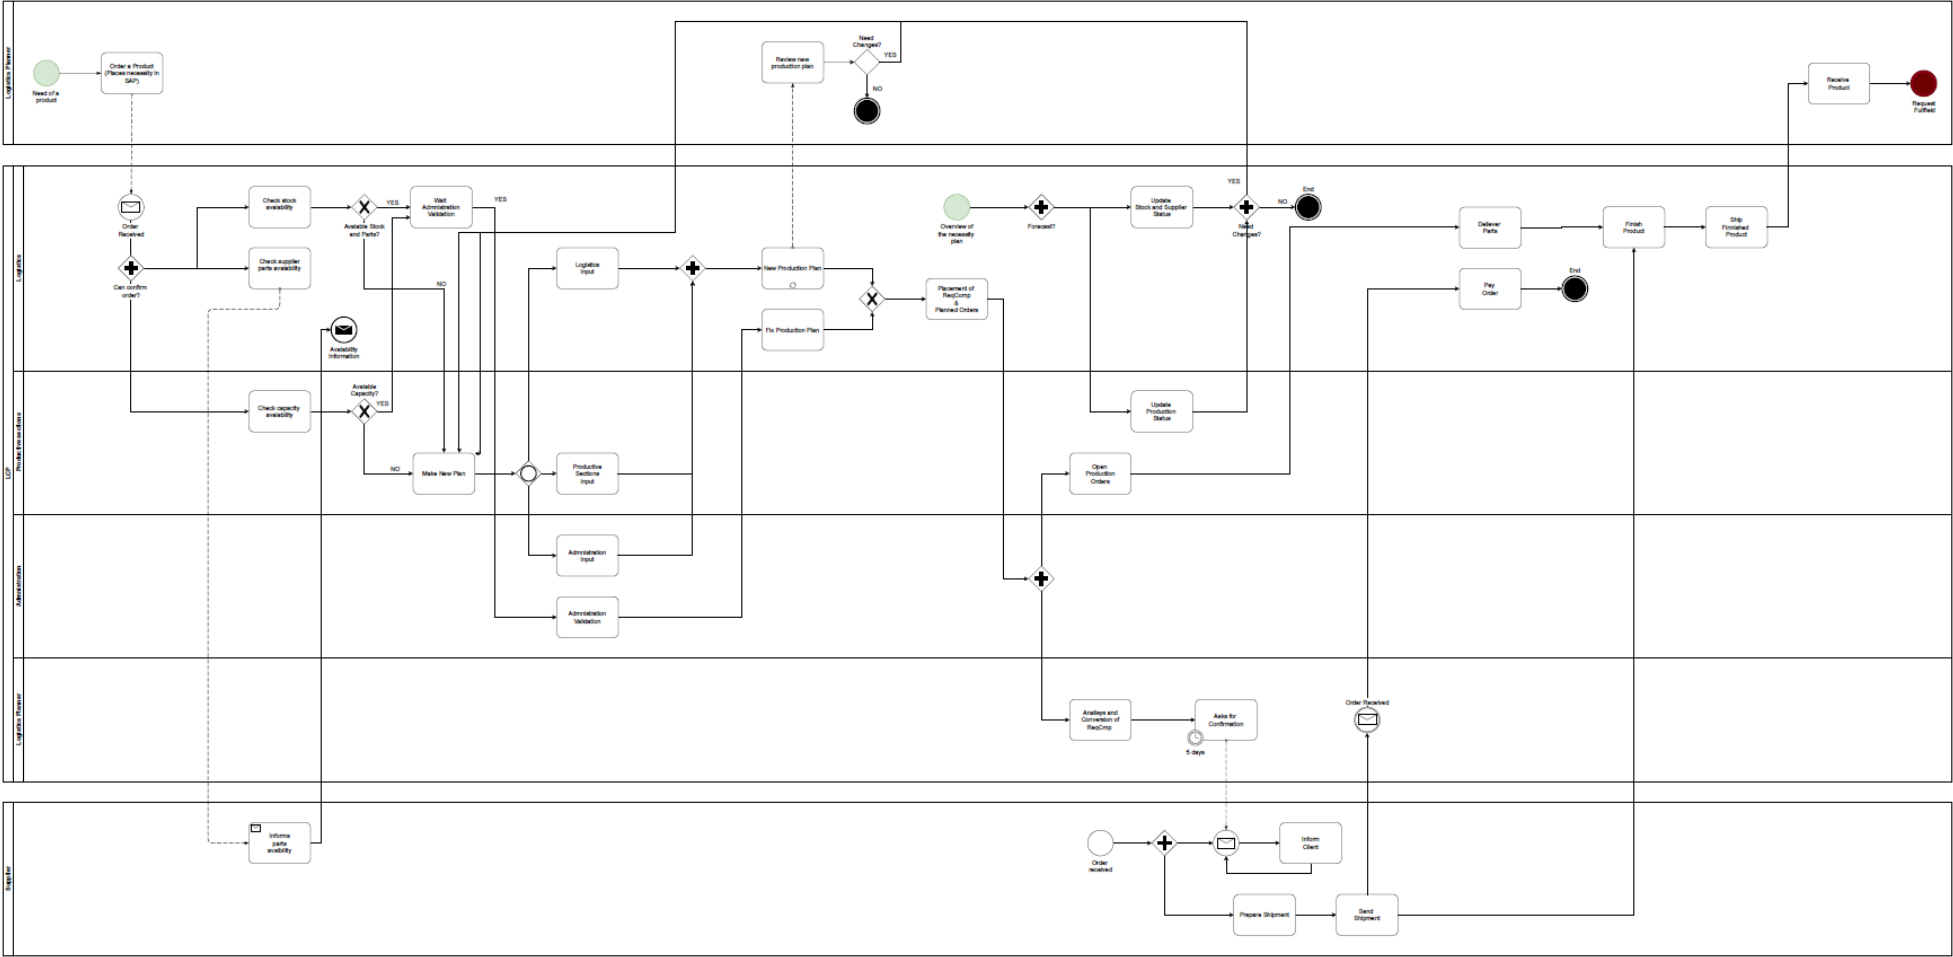 Logistics Planner
Need of a
product
Order a Product
(Places necessity in
SAP)
Review new
production plan
Need
Changes?
YES
NO
Receive
Product
Request
Fullfield
LCP
Logistics
Order
Received
Can confirm
order?
Check stock
avaiability
Check supplier
parts avaiability
Available Stock
and Parts?
YES
NO
Wait
Administration
Validation
YES
Avaiability
Information
Logistics
Input
New Production Plan
Fix Production Plan
Placement of
ReqComp
&
Planned Orders
Overview of
the necessity
plan
Forecast?
Update
Stock and Supplier
Status
YES
Need
Changes?
NO
End
Deliever
Parts
Pay
Order
End
Finish
Product
Ship
Finnished
Product
Productive sections
Check capacity
avaiability
Available
Capacity?
YES
NO
Make New Plan
Productive
Sections
Input
Update
Production
Status
Open
Production
Orders
Administration
Administration
Input
Administration
Validation
Logistics Planner
Analisys and
Conversion of
ReqCmp
Asks for
Confirmation
5 days
Order Received
Supplier
Informs
parts
avaibility
Order
received
Inform
Client
Prepare Shipment
Send
Shipment